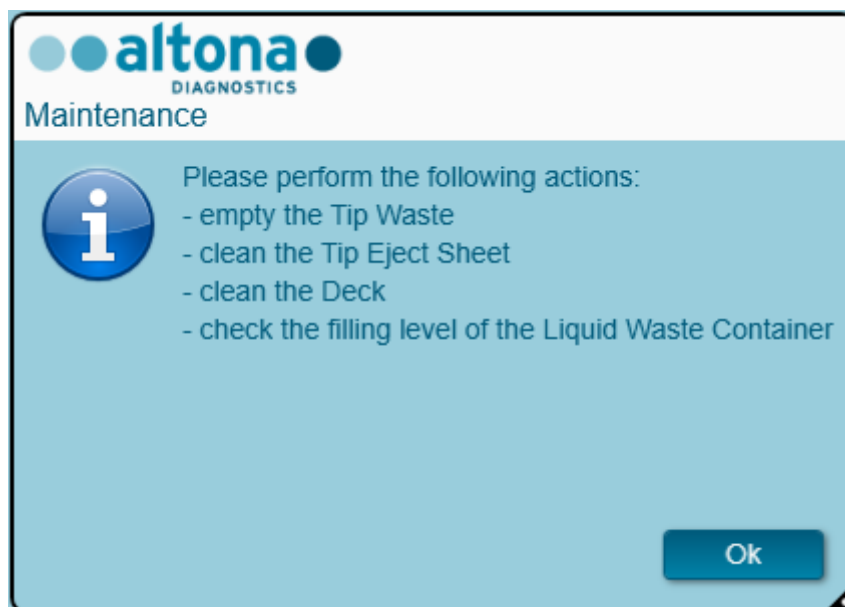 altona
DIAGNOSTICS
Maintenance
Please perform the following actions:
- empty the Tip Waste
- clean the Tip Eject Sheet
- clean the Deck
- check the filling level of the Liquid Waste Container
Ok